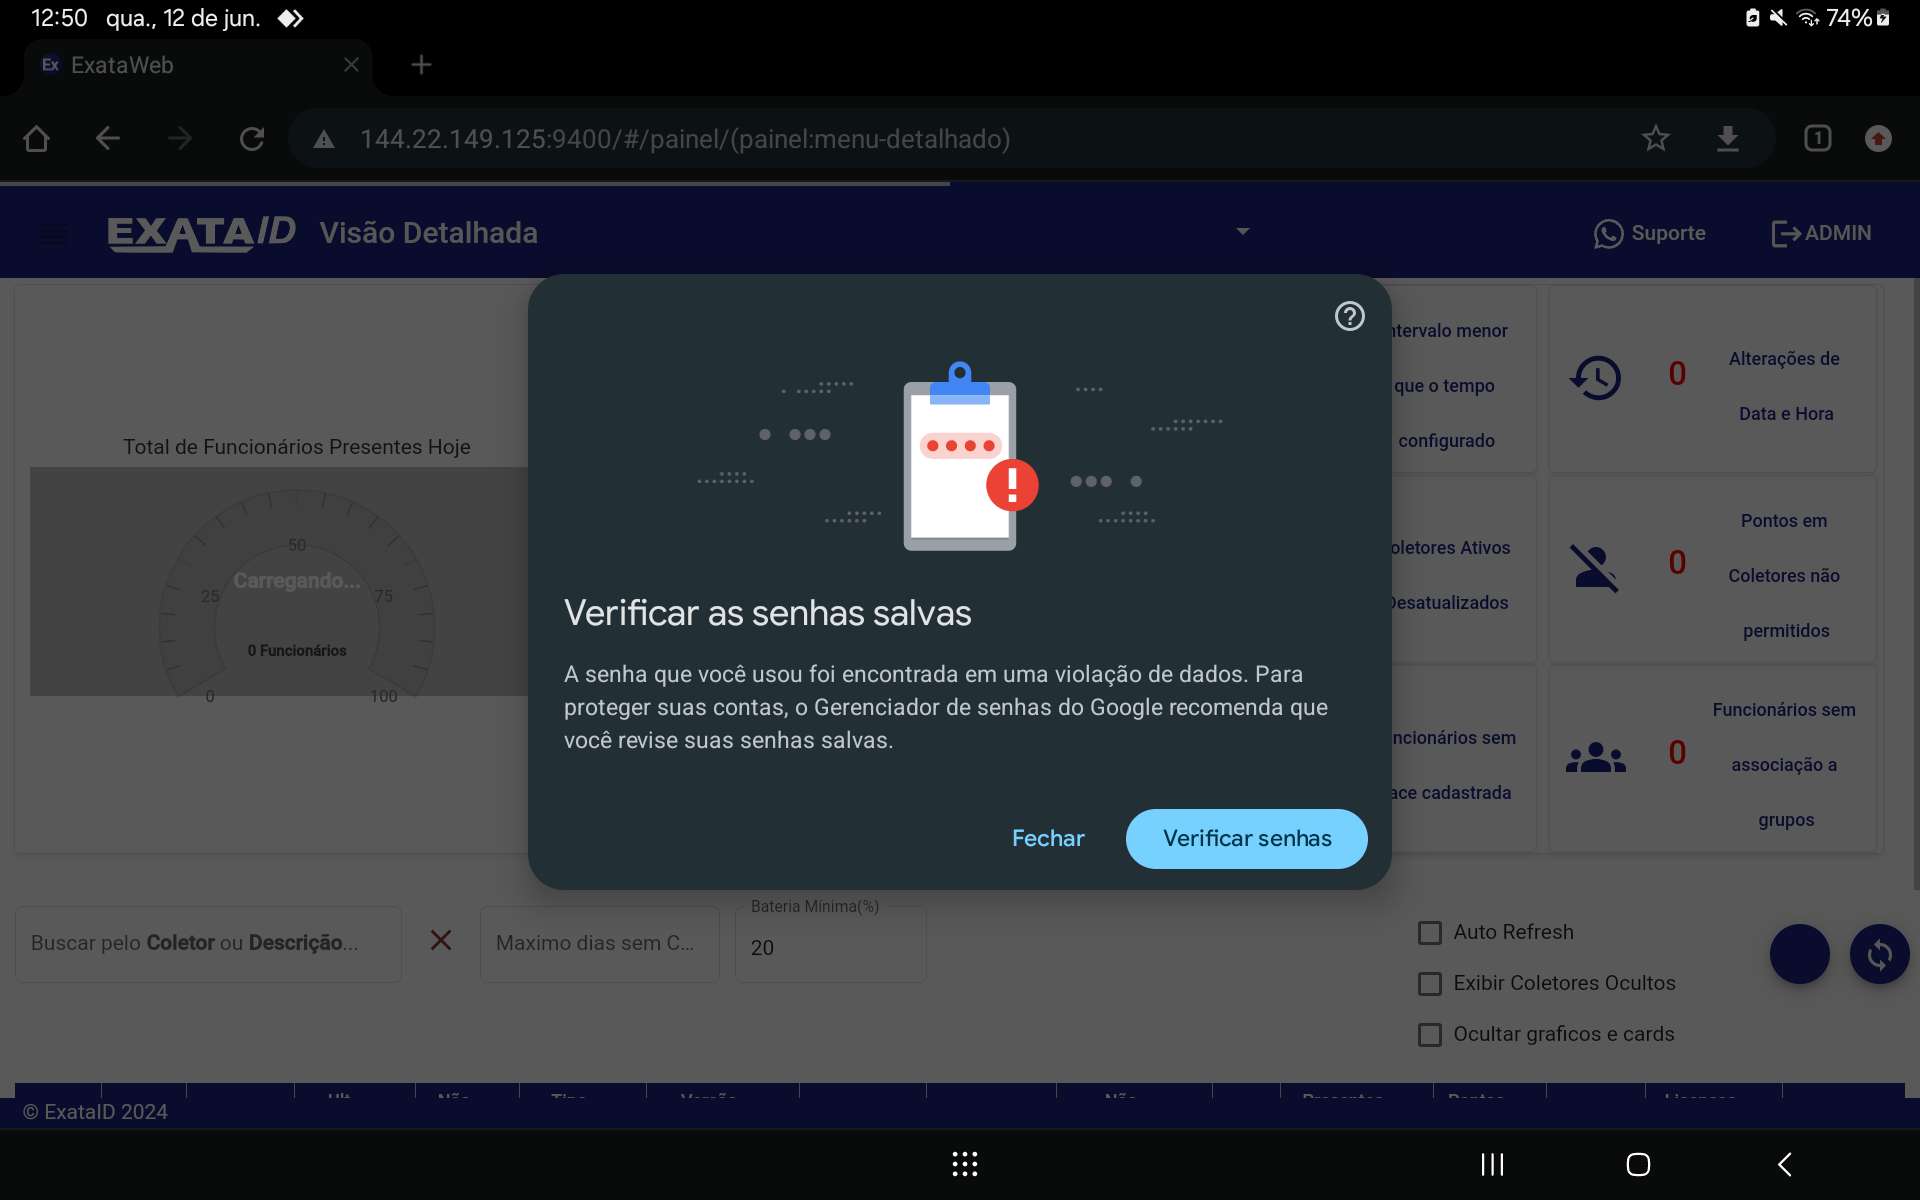 12:50 qua., 12 de jun.
74%
Ex ExataWeb
144.22.149.125:9400/#/painel/(painel:menu-detalhado)
1
EXATAID Visão Detalhada
Suporte
ADMIN
Total de Funcionários Presentes Hoje
50
Carregando...
25
75
0 Funcionários
0
100
ntervalo menor
que o tempo
configurado
0
Alterações de
Data e Hora
oletores Ativos
Desatualizados
0
Pontos em
Coletores não
permitidos
ncionários sem
ace cadastrada
0
Funcionários sem
associação a
grupos
Verificar as senhas salvas
A senha que você usou foi encontrada em uma violação de dados. Para
proteger suas contas, o Gerenciador de senhas do Google recomenda que
você revise suas senhas salvas.
Fechar
Verificar senhas
Buscar pelo Coletor ou Descrição...
Maximo dias sem C...
Bateria Mínima(%)
20
Auto Refresh
Exibir Coletores Ocultos
Ocultar graficos e cards
© ExataID 2024